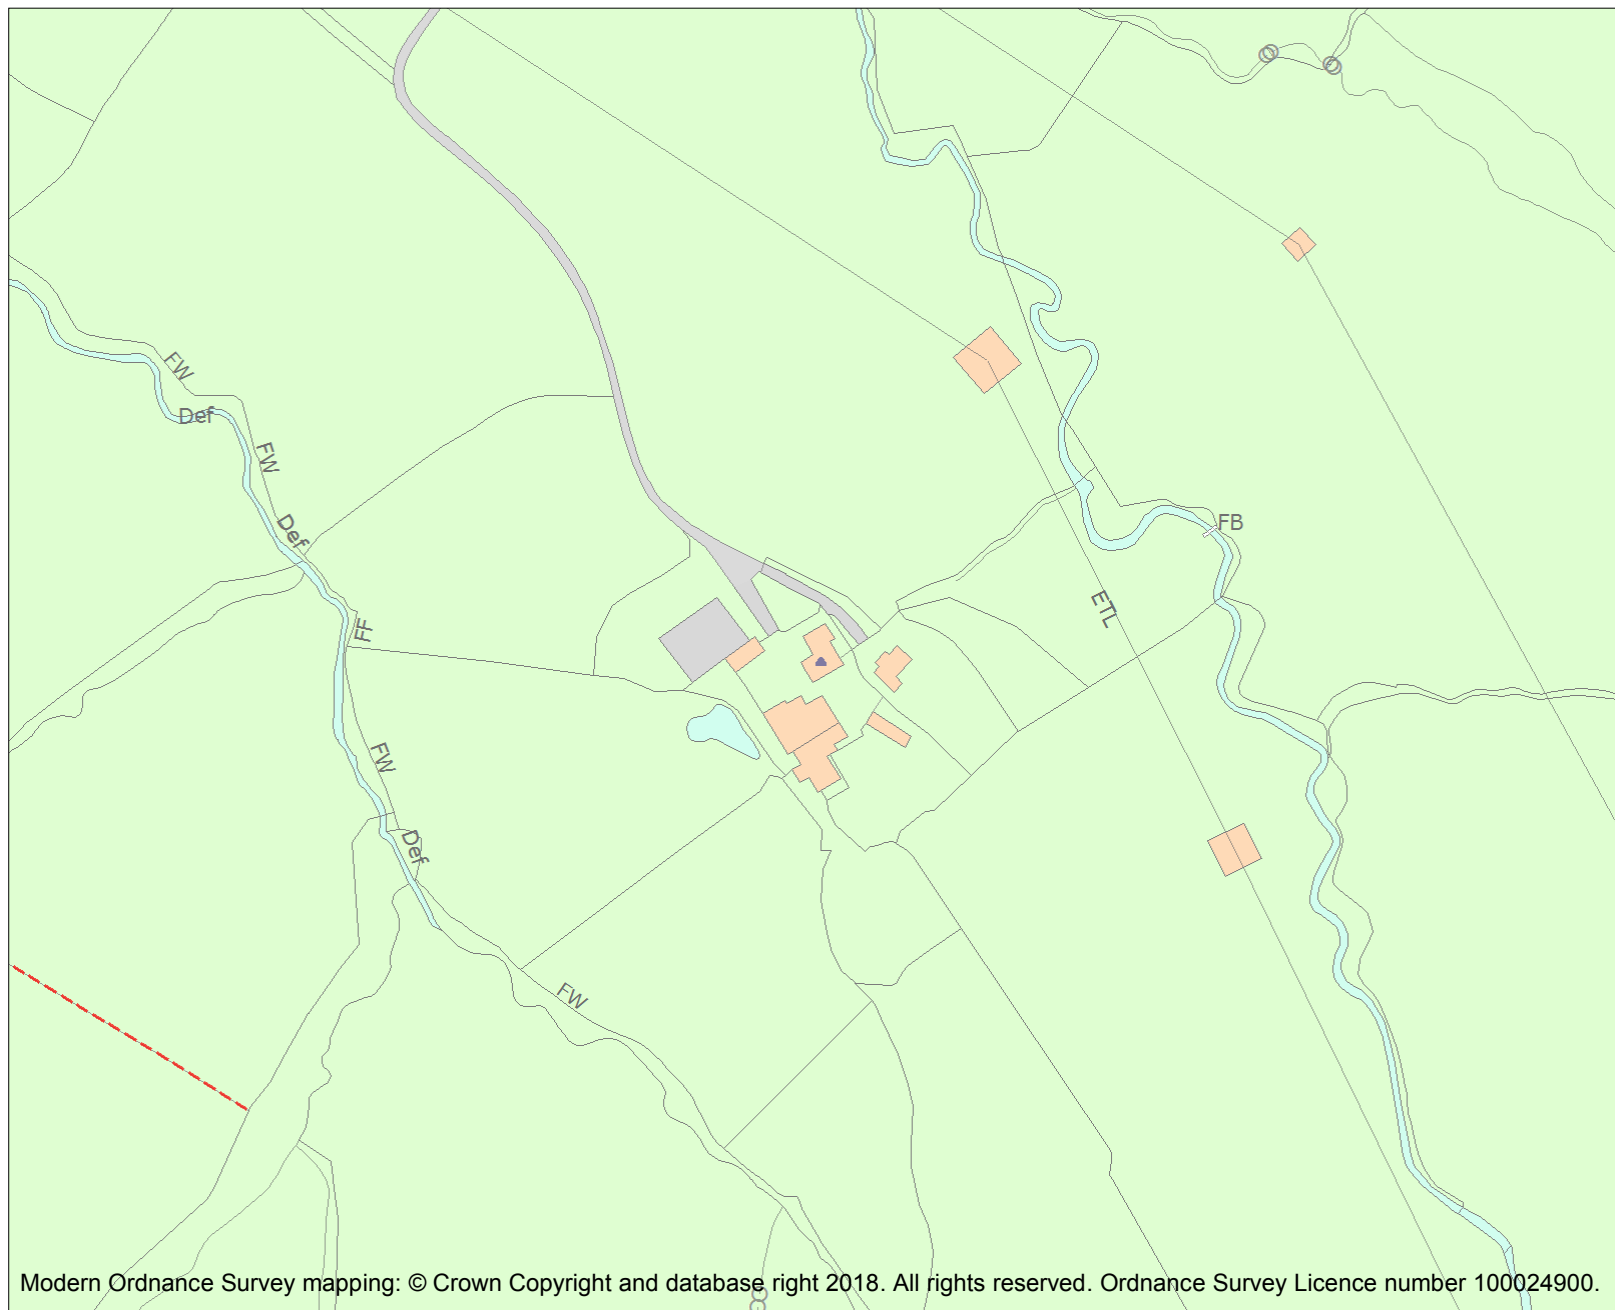 FW
Def
FW
Def
FB
ETL
FF
FW
Def
FW
Modern Ordnance Survey mapping: © Crown Copyright and database right 2018. All rights reserved. Ordnance Survey Licence number 100024900.